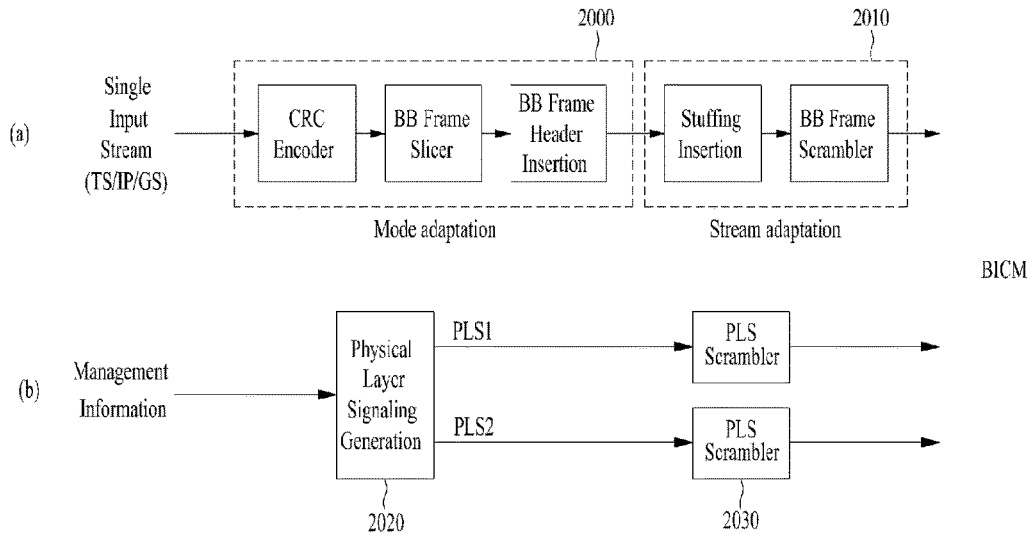 2000
2010
(a)
Single
Input
Stream
(TS/IP/GS)
CRC
Encoder
BB Frame
Slicer
BB Frame
Header
Insertion
Stuffing
Insertion
BB Frame
Scrambler
Mode adaptation
Stream adaptation
BICM
(b)
Management
Information
Physical
Layer
Signaling
Generation
PLS1
PLS2
PLS
Scrambler
PLS
Scrambler
2020
2030